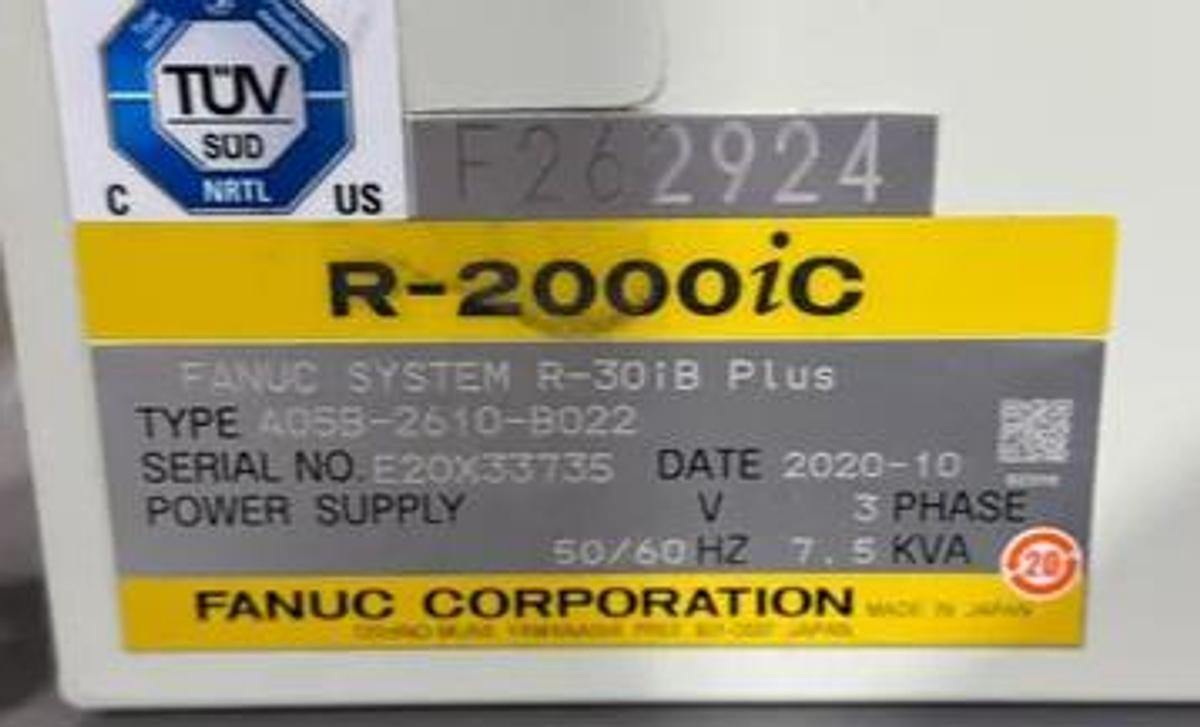 TÜV
SÜD
NRTL
C US
F262924
R-2000iC
FANUC SYSTEM R-30iB Plus
TYPE A05B-2610-B022
SERIAL NO. E20X33735 DATE 2020-10
POWER SUPPLY V 3 PHASE
50/60 HZ 7.5 KVA
20
FANUC CORPORATION MADE IN JAPAN